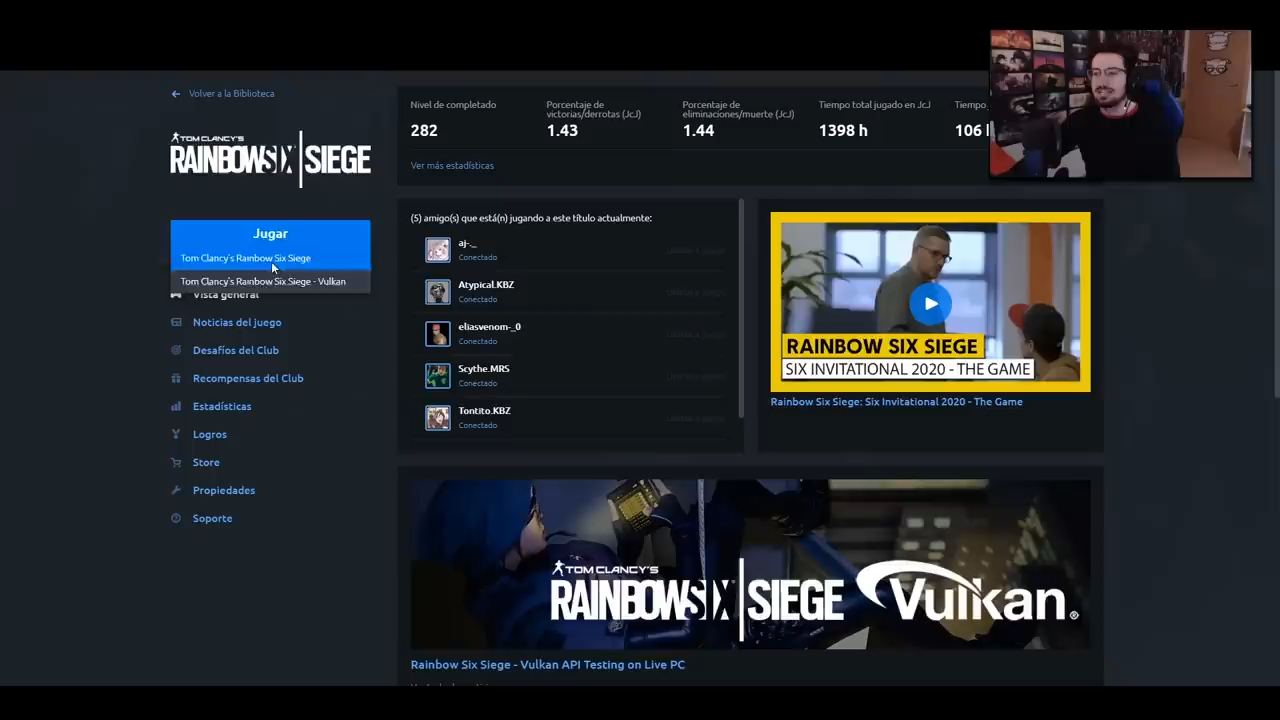 Volver a la Biblioteca
TOM CLANCY'S
RAINBOWSIX|SIEGE
Jugar
Tom Clancy's Rainbow Six Siege
Tom Clancy's Rainbow Six Siege - Vulkan
Vista general
Noticias del juego
Desafíos del Club
Recompensas del Club
Estadísticas
Logros
Store
Propiedades
Soporte
Nivel de completado
282
Porcentaje de
victorias/derrotas (JcJ)
1.43
Porcentaje de
eliminaciones/muerte (JcJ)
1.44
Tiempo total jugado en JcJ
1398 h
Tiempo
106 h
Ver más estadísticas
(5) amigo(s) que está(n) jugando a este título actualmente:
aj-._
Conectado
Atypical.KBZ
Conectado
eliasvenom-_0
Conectado
Scythe.MRS
Conectado
Tontito.KBZ
Conectado
RAINBOW SIX SIEGE
SIX INVITATIONAL 2020 - THE GAME
Rainbow Six Siege: Six Invitational 2020 - The Game
TOM CLANCY'S
RAINBOWSIX|SIEGE
Vulkan®
Rainbow Six Siege - Vulkan API Testing on Live PC